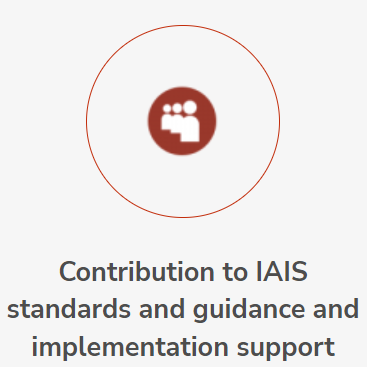 Contribution to IAIS
standards and guidance and
implementation support